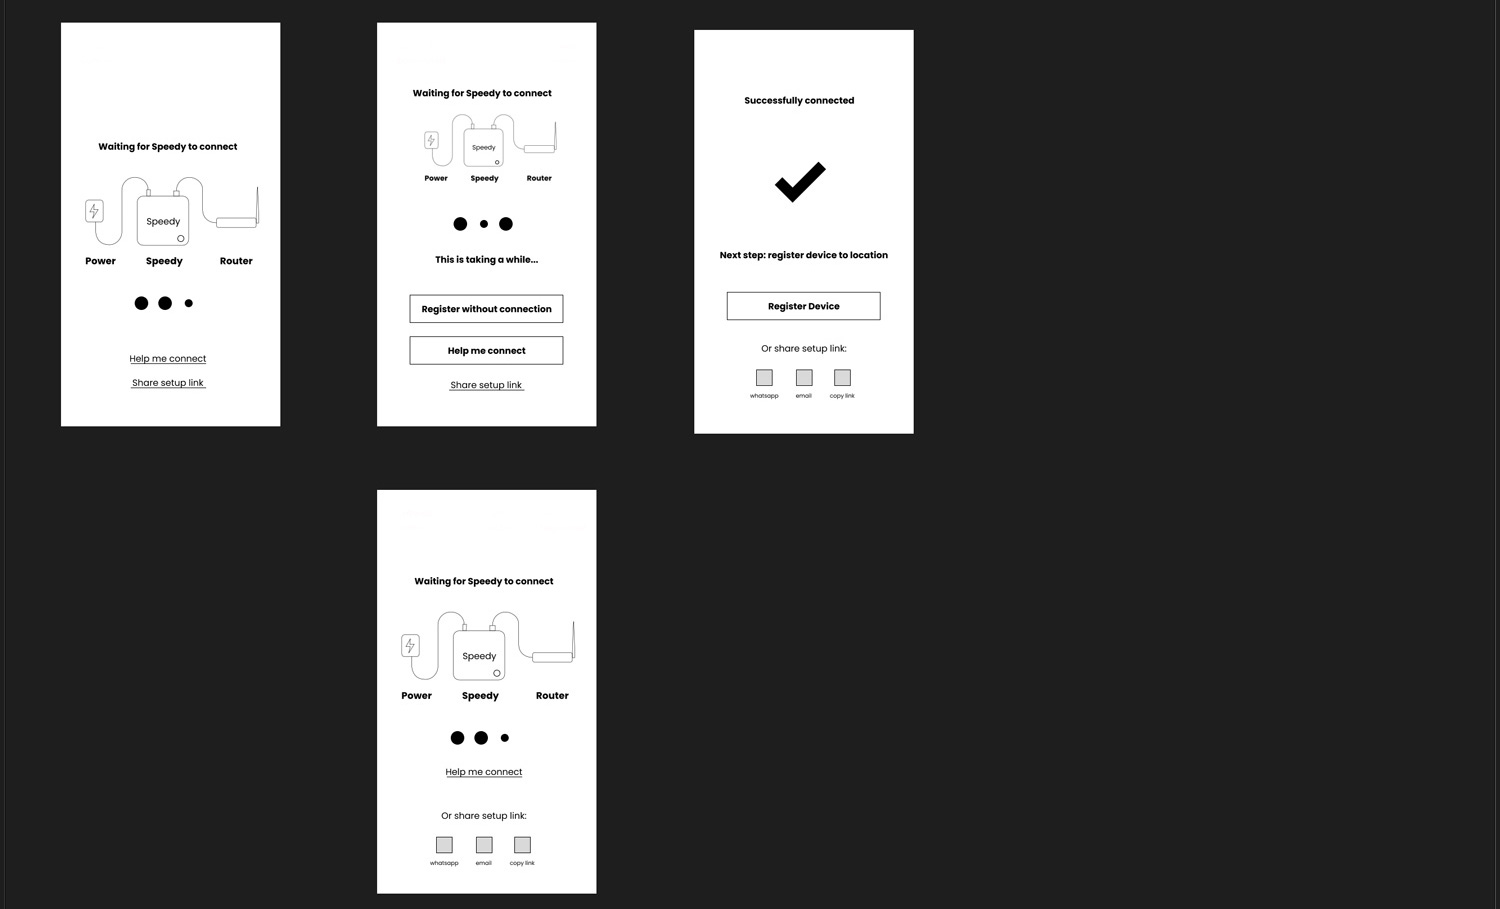 Waiting for Speedy to connect
Speedy
Power Speedy Router
Help me connect
Share setup link
Waiting for Speedy to connect
Speedy
Power Speedy Router
This is taking a while...
Register without connection
Help me connect
Share setup link
Successfully connected
Next step: register device to location
Register Device
Or share setup link:
whatsapp email copy link
Waiting for Speedy to connect
Speedy
Power Speedy Router
Help me connect
Or share setup link:
whatsapp email copy link